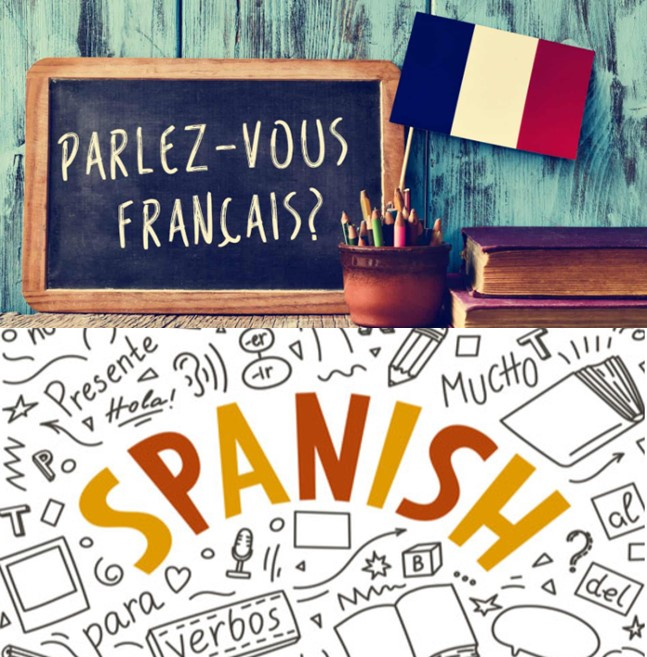 PARLEZ-VOUS
FRANÇAIS?
Presente
Hola!
-er
-ir
MUCHO
T
SPANISH
P
T
al
B
?
del
para
verbos